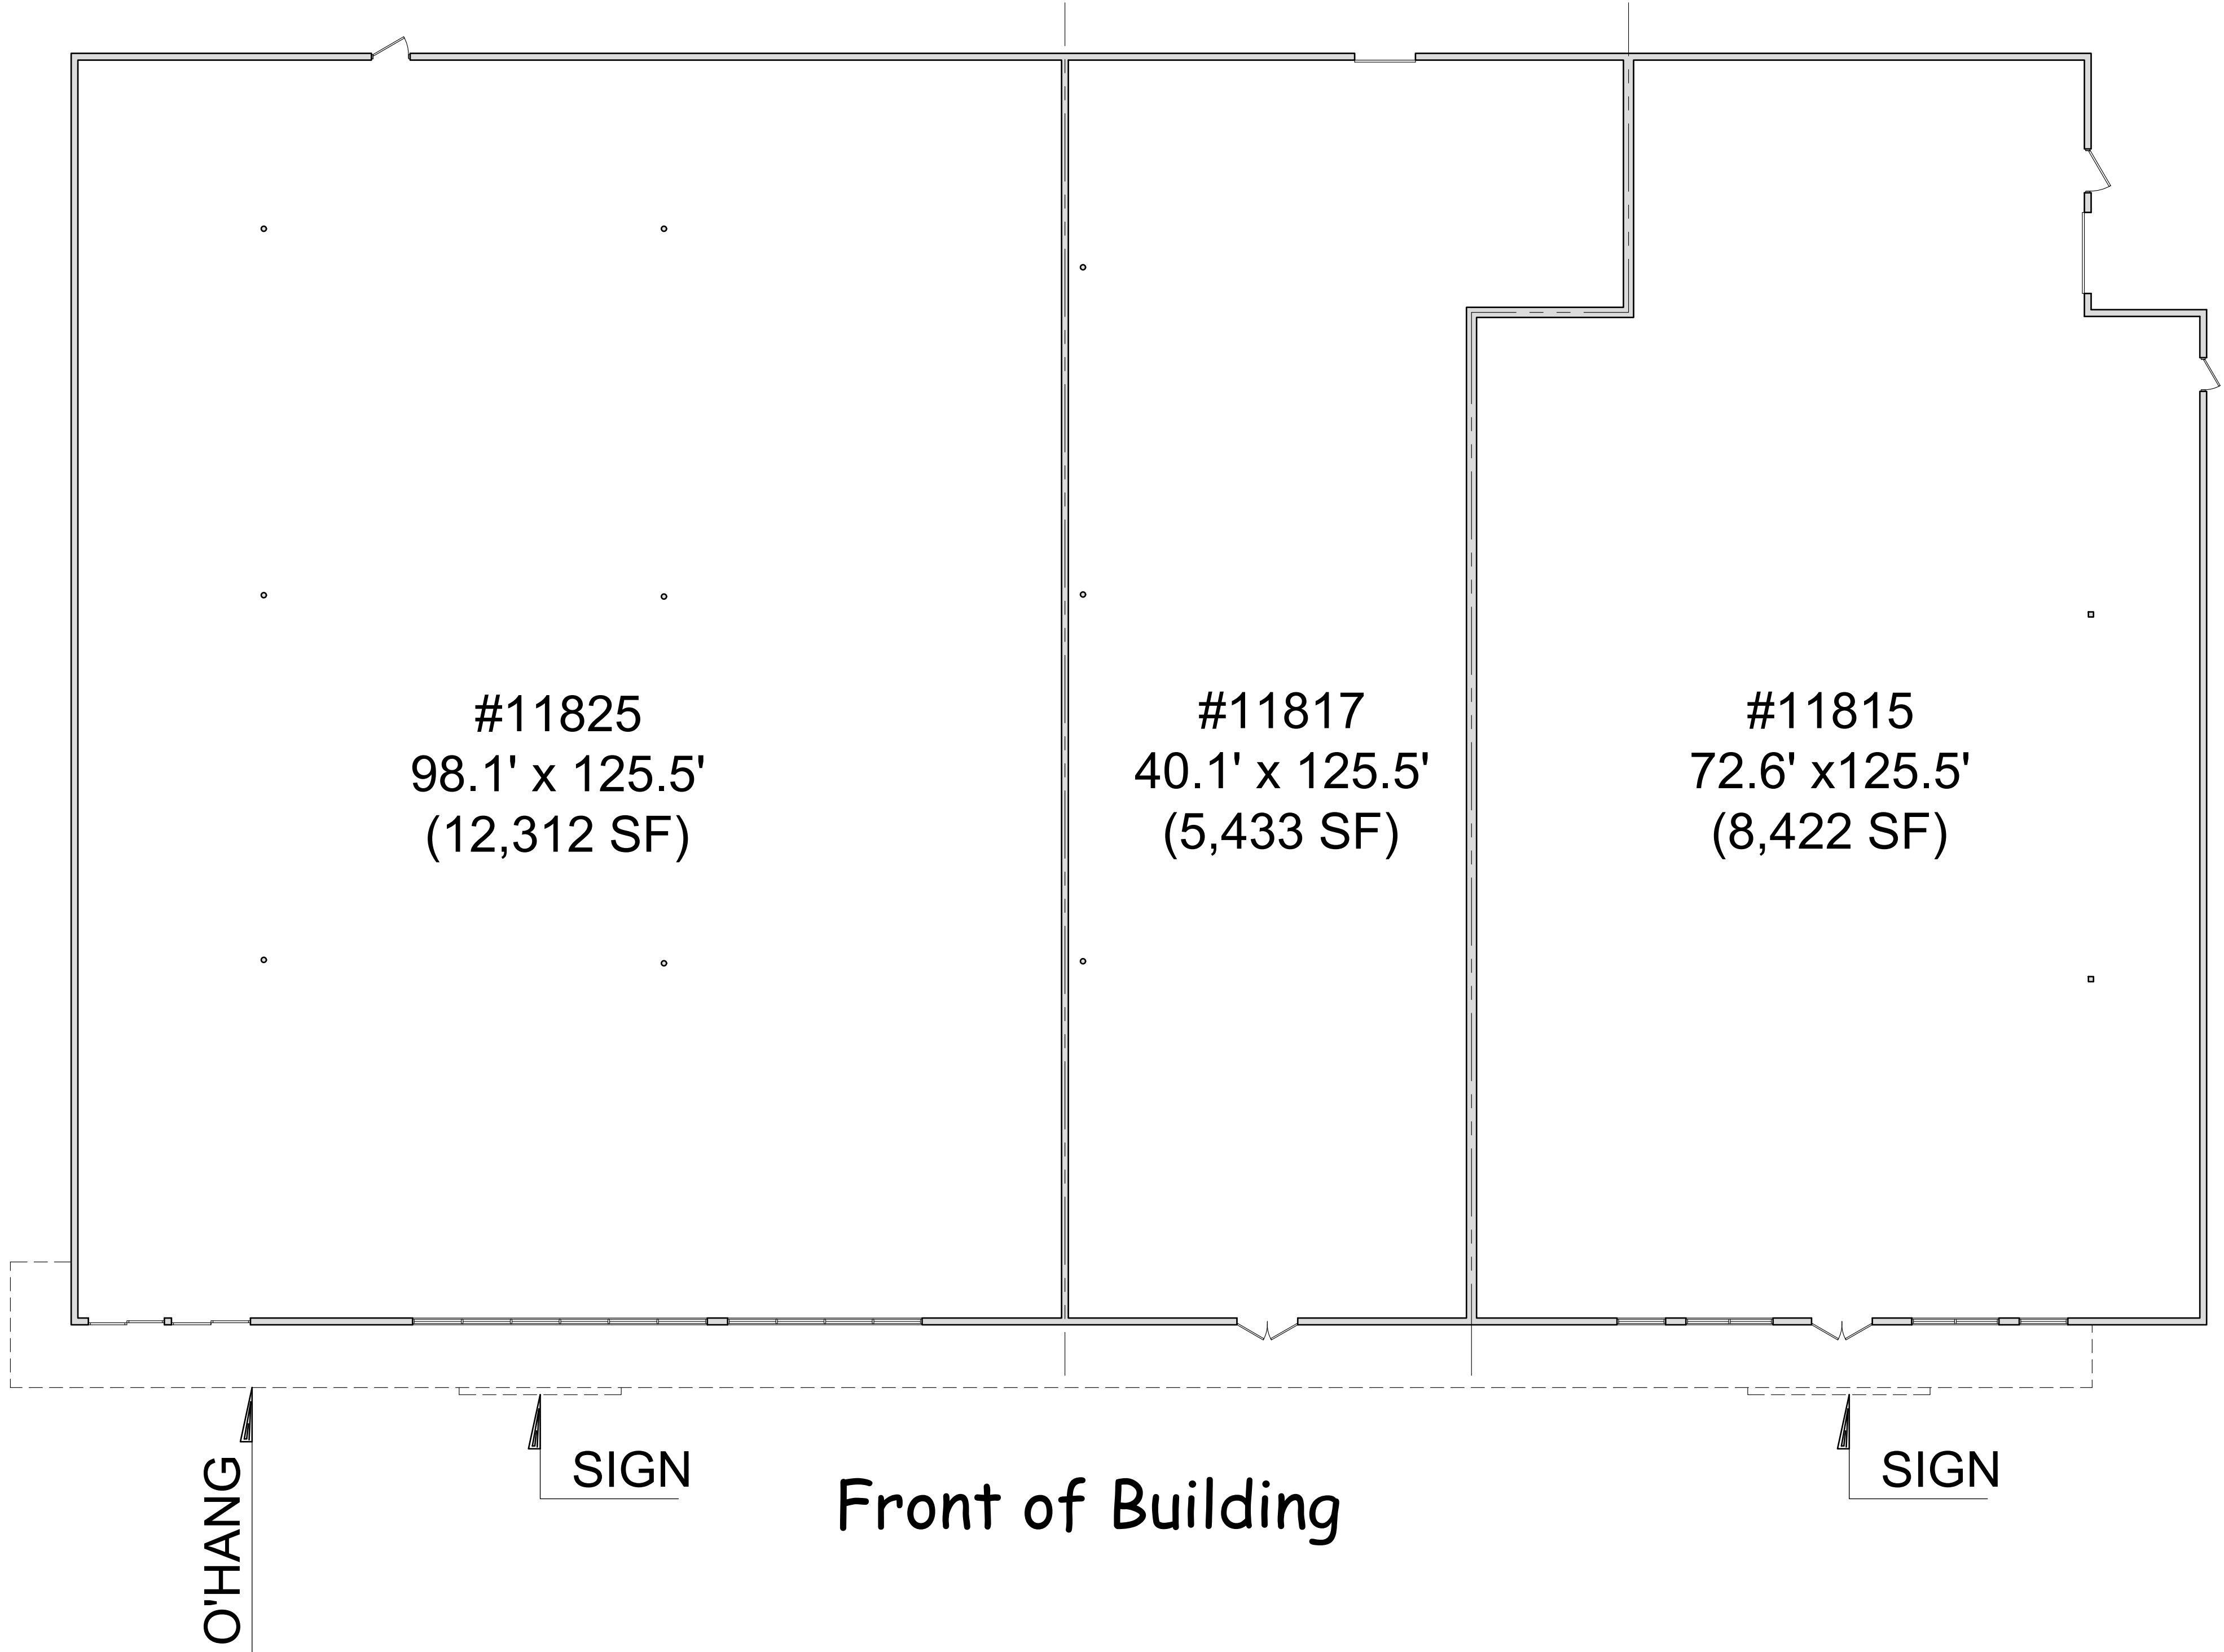 #11825
98.1' x 125.5'
(12,312 SF)
#11817
40.1' x 125.5'
(5,433 SF)
#11815
72.6' x125.5'
(8,422 SF)
O'HANG
SIGN
Front of Building
SIGN